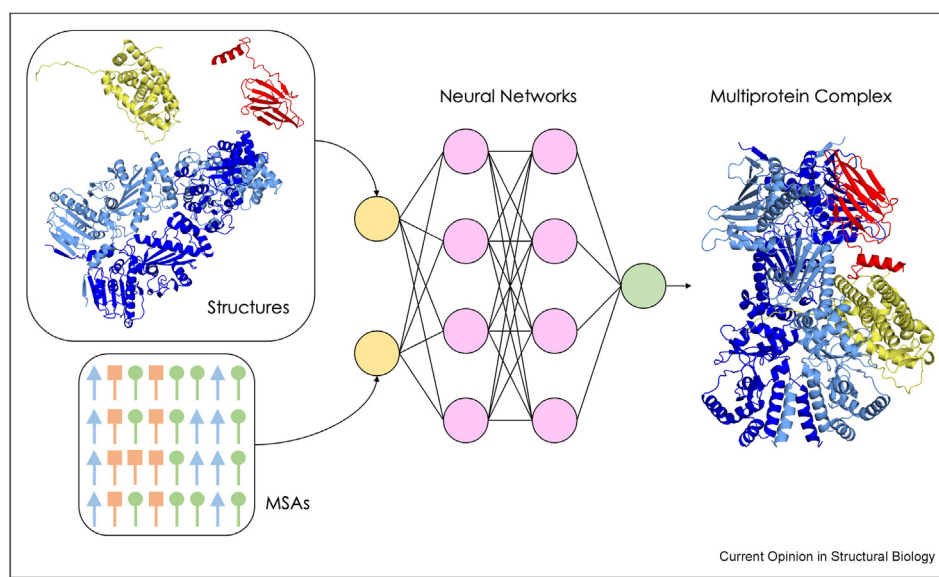 Neural Networks
Multiprotein Complex
Structures
MSAs
Current Opinion in Structural Biology